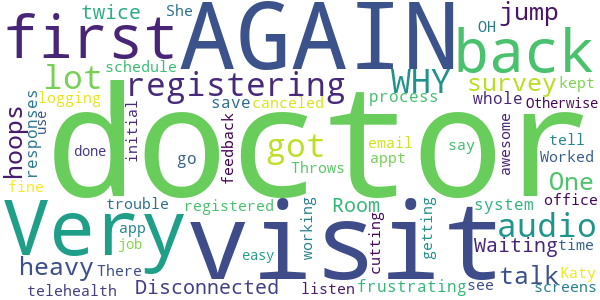 twice She AGAIN jump
first OH back
lot schedule WHY survey kept
hoops registering process whole Otherwise
logging save canceled
responses use initial feedback doctor awesome
done go got email appt say tell
Throws One Worked
fine trouble registered Room system office
Very visit audio
app working cutting getting Waiting time
job easy
heavy There Disconnected listen frustrating see talk Katy
telehealth screens